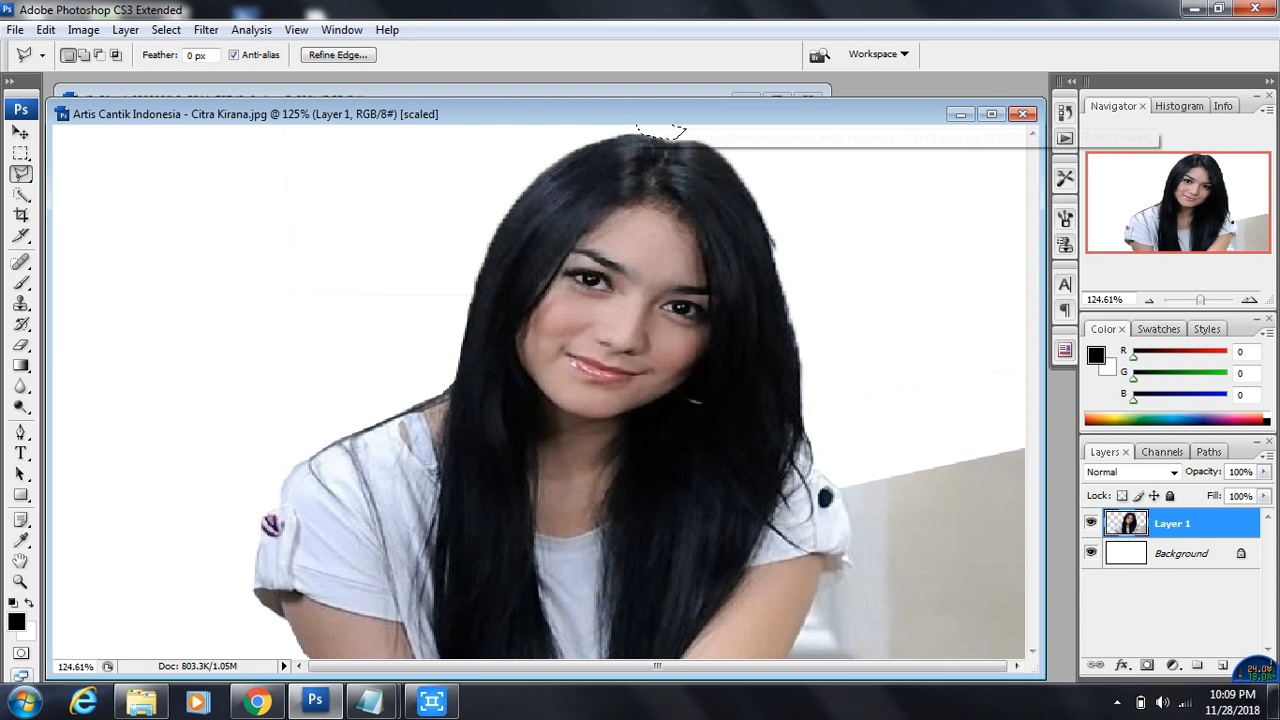 Adobe Photoshop CS3 Extended
File Edit Image Layer Select Filter Analysis View Window Help
Feather: 0 px Anti-alias Refine Edge... Workspace
Ps
Artis Cantik Indonesia - Citra Kirana.jpg @ 125% (Layer 1, RGB/8#) [scaled]
Navigator x Histogram Info
124.61%
Color x Swatches Styles
R 0
G 0
B 0
Layers x Channels Paths
Normal Opacity: 100%
Lock: Fill: 100%
Layer 1
Background
124.61% Doc: 803.3K/1.05M
Ps
10:09 PM
11/28/2018